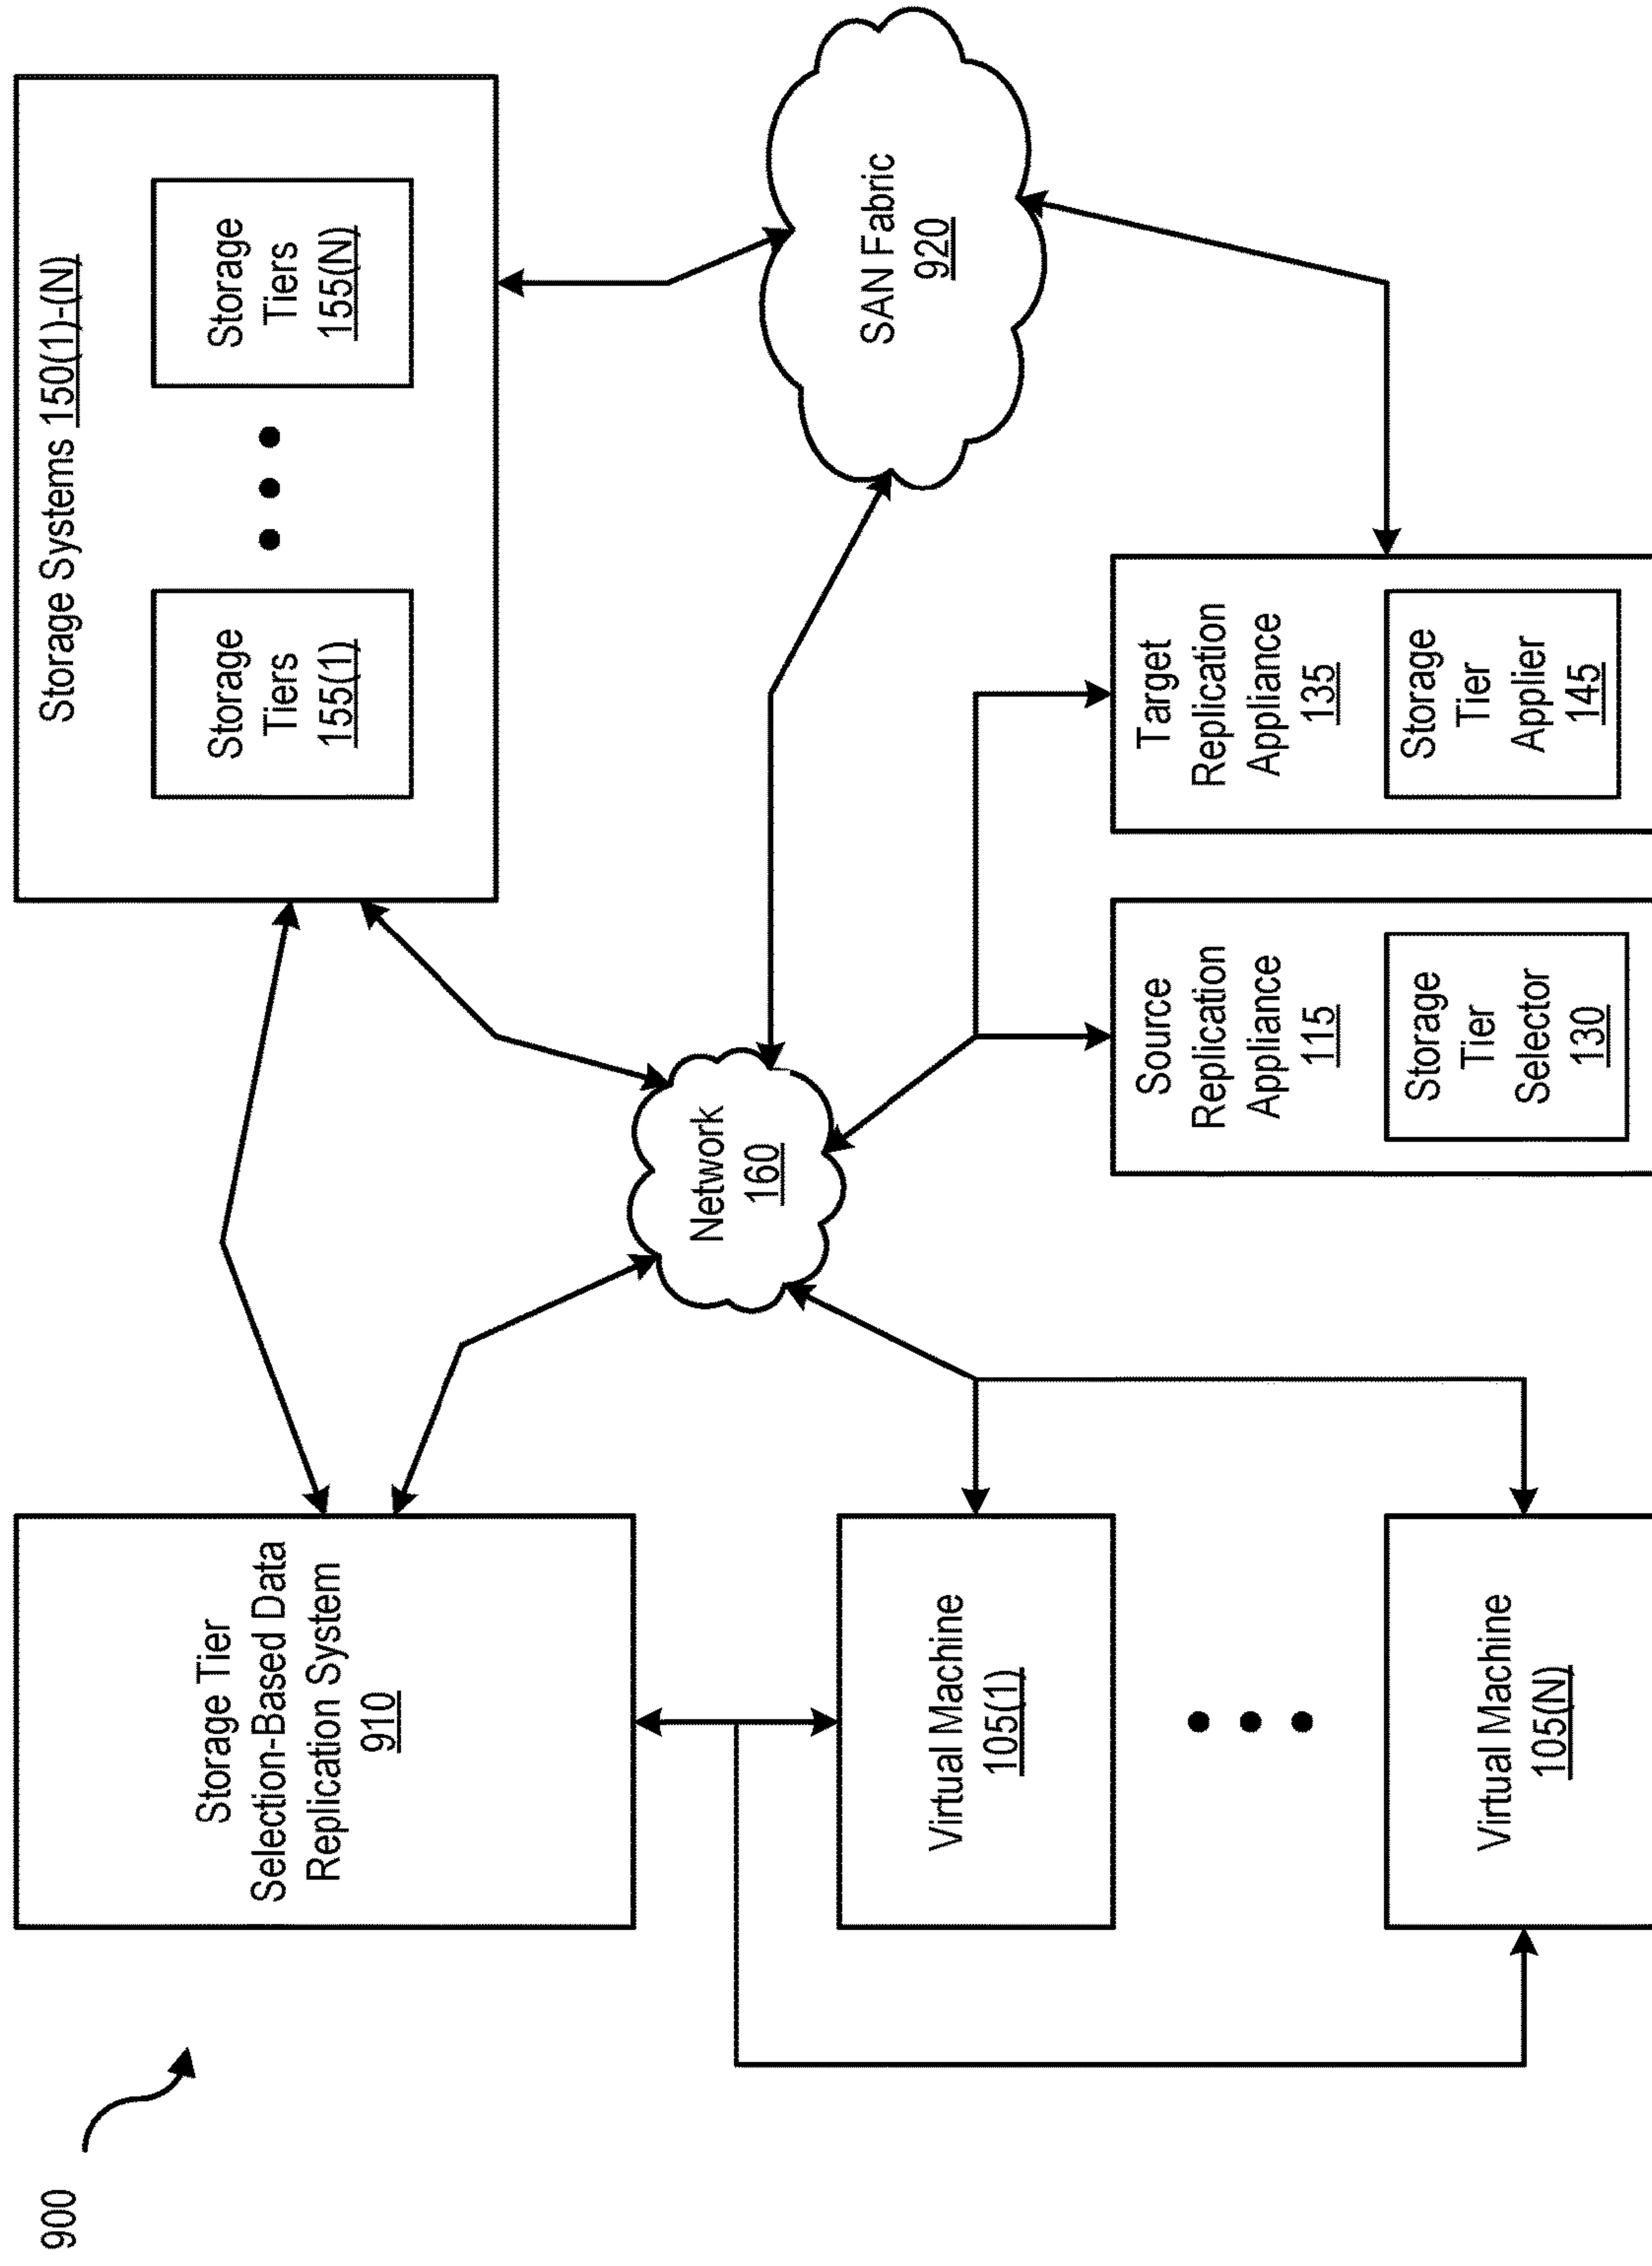 900
Storage Tier
Selection-Based Data
Replication System
910
Storage Systems 150(1)-(N)
Storage
Tiers
155(1)
Storage
Tiers
155(N)
Network
160
SAN Fabric
920
Virtual Machine
105(1)
Virtual Machine
105(N)
Source
Replication
Appliance
115
Storage
Tier
Selector
130
Target
Replication
Appliance
135
Storage
Tier
Applier
145